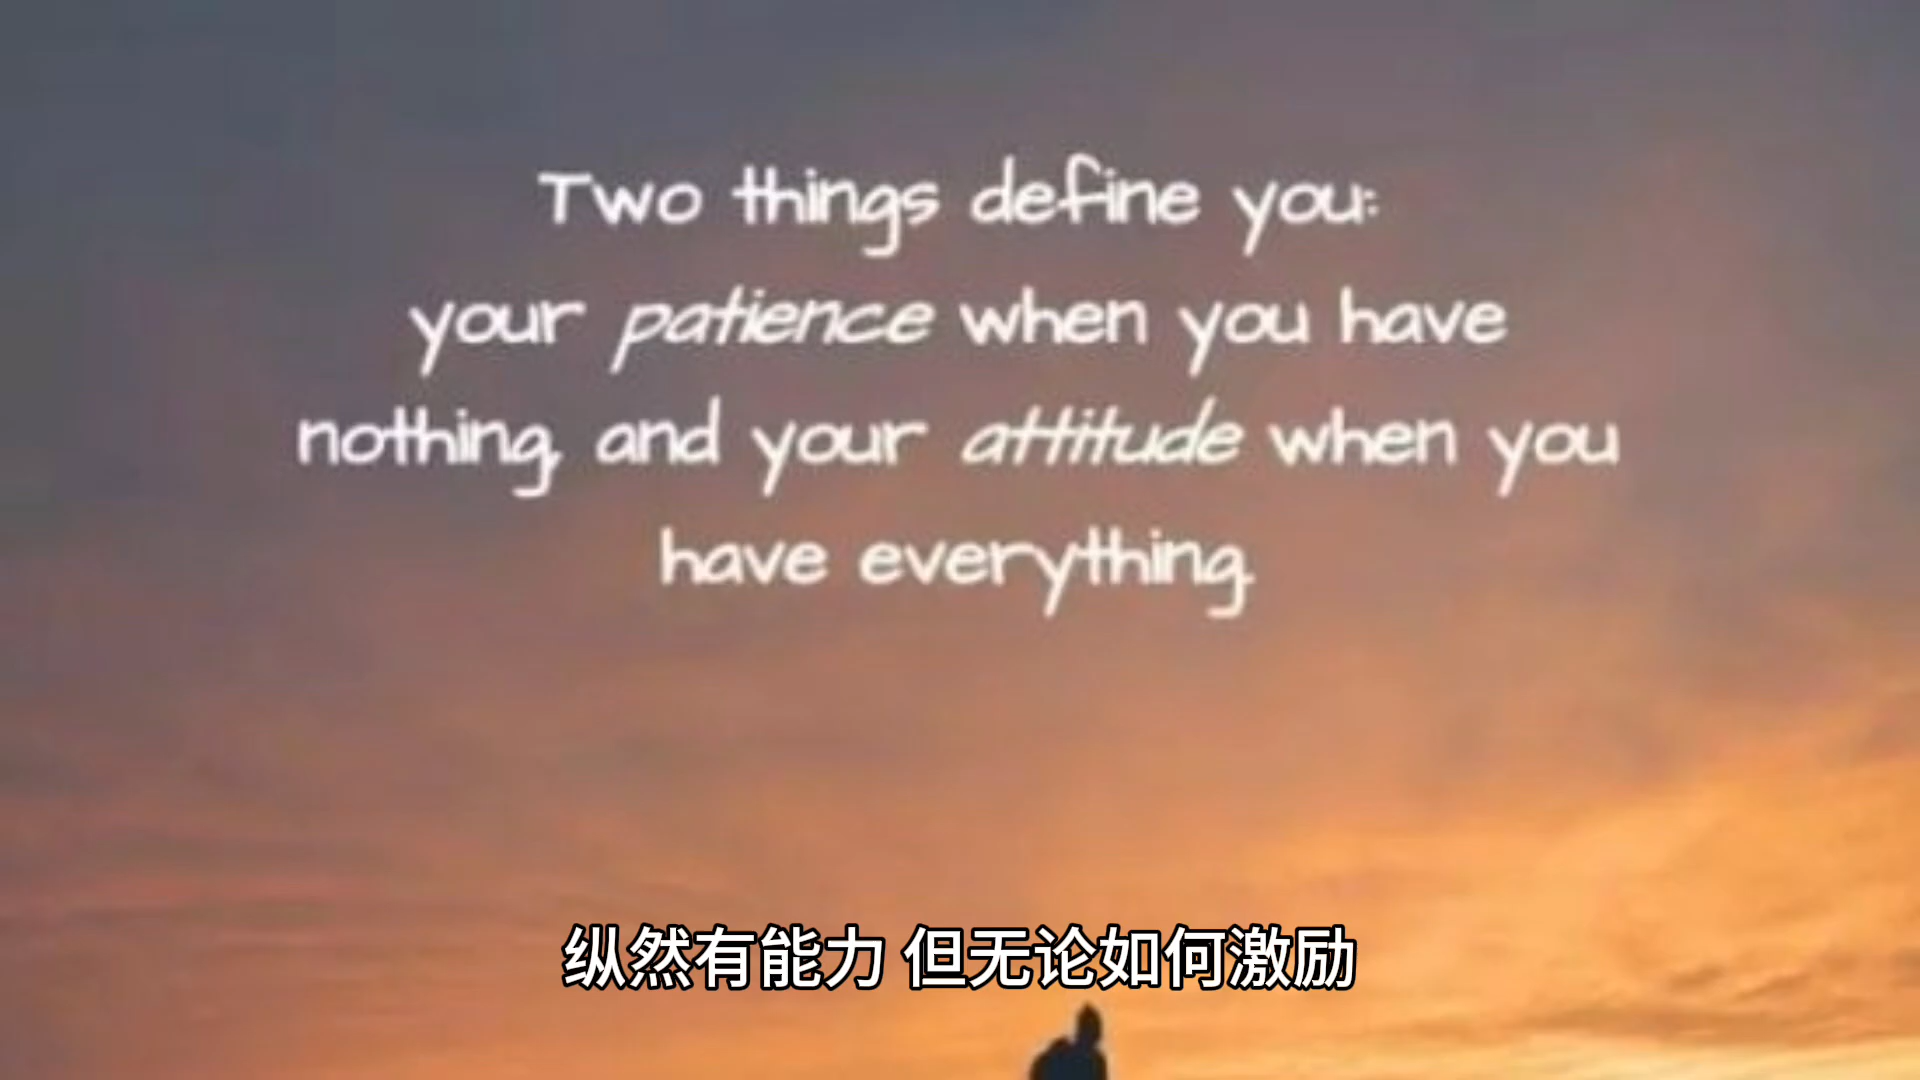 Two things define you:
your patience when you have
nothing, and your attitude when you
have everything.
纵然有能力 但无论如何激励